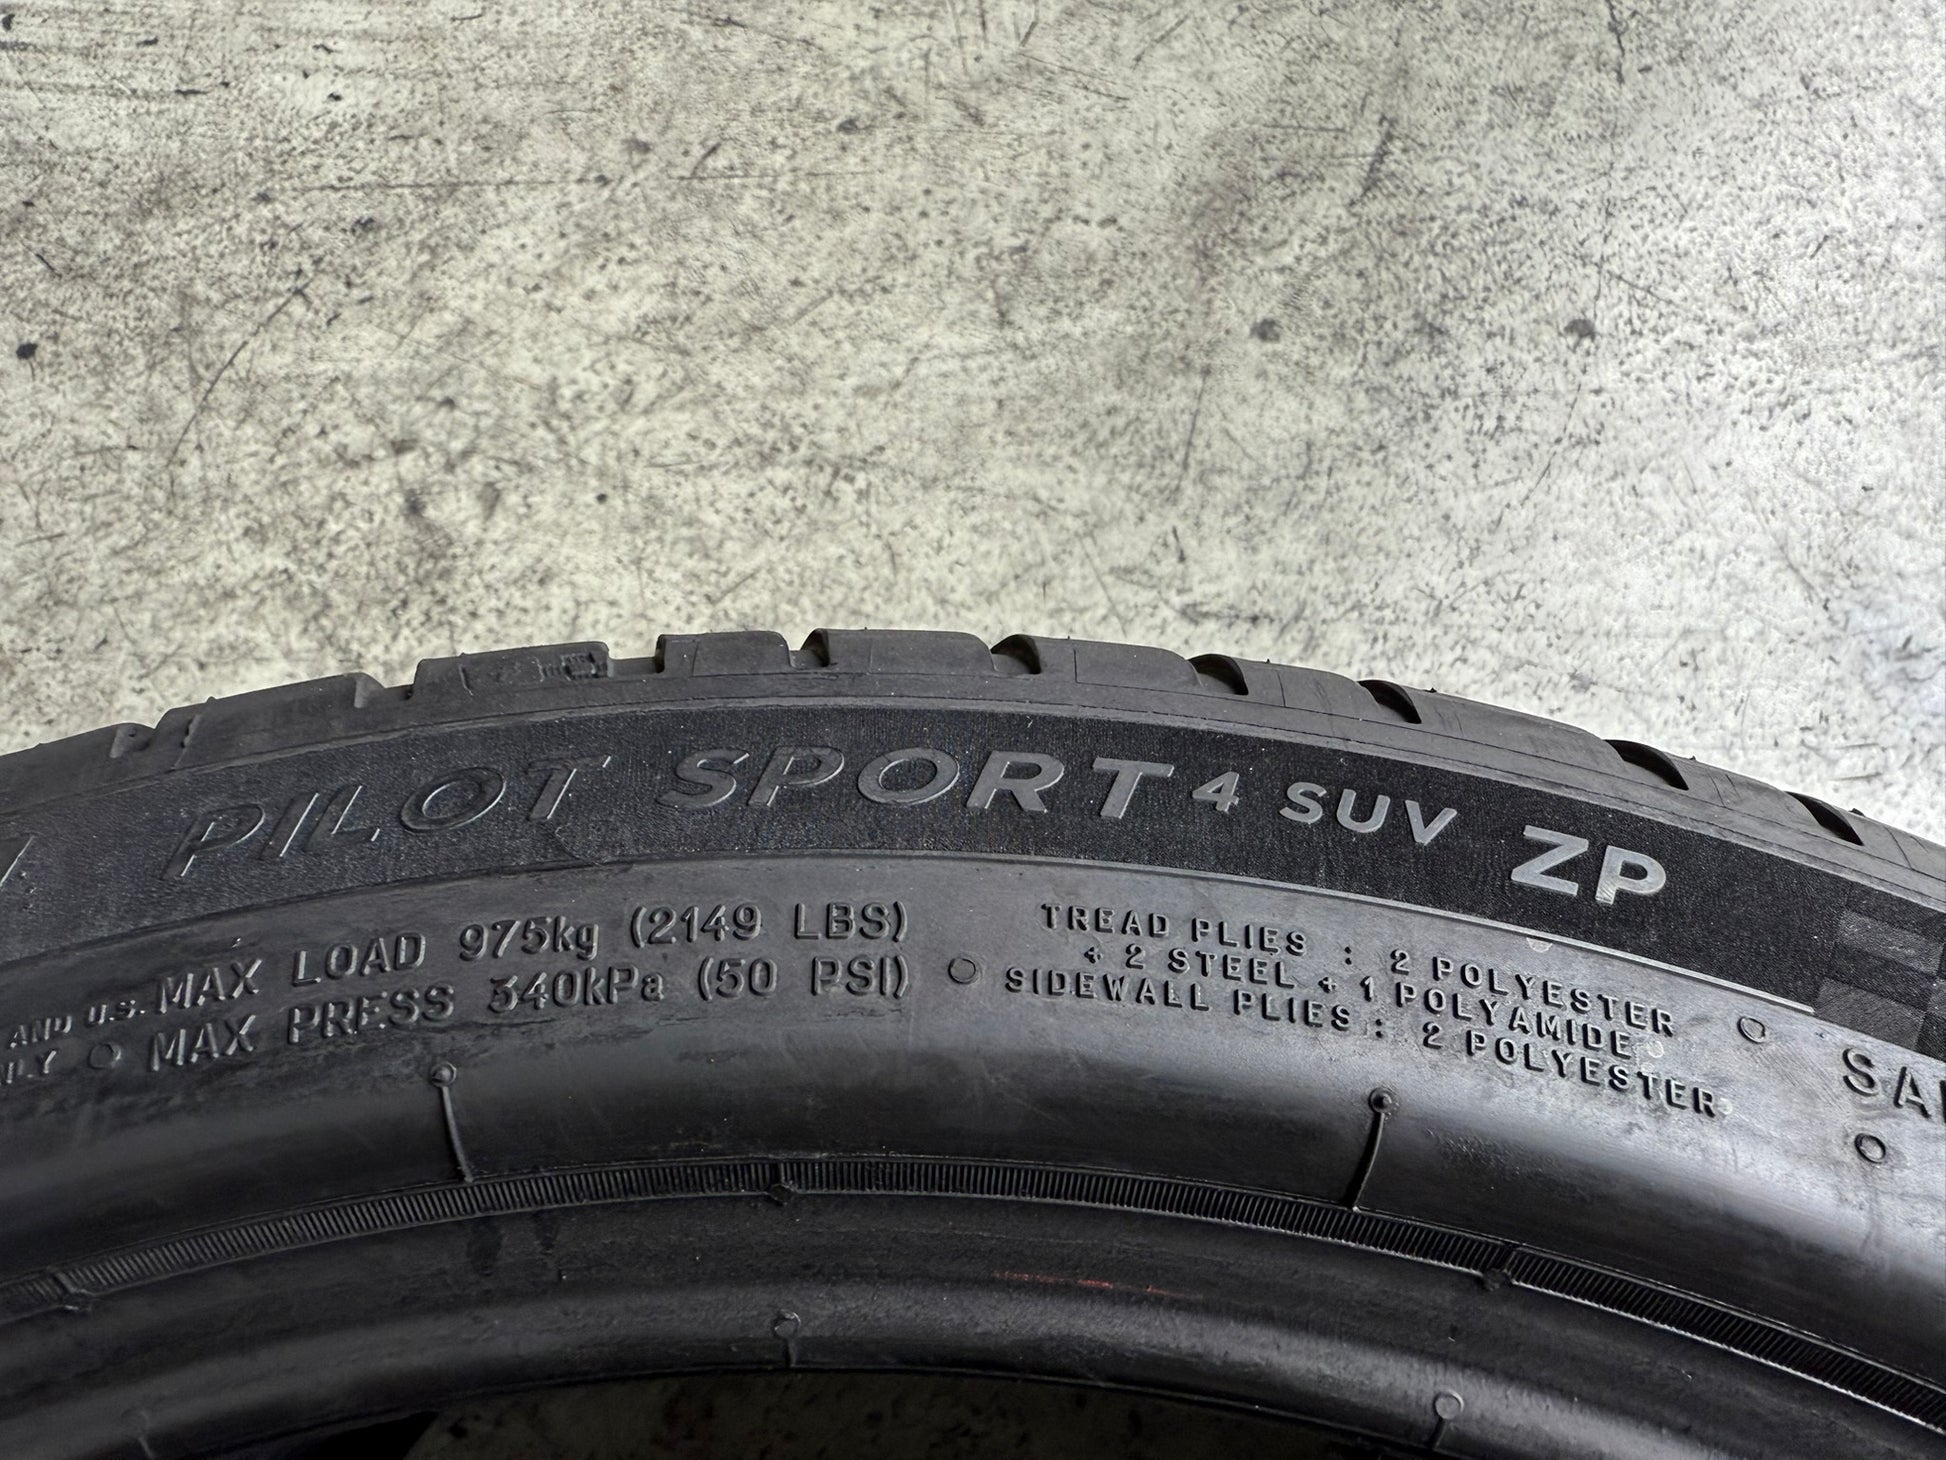 PILOT SPORT 4 SUV ZP
AND U.S. MAX LOAD 975kg (2149 LBS)
MAX PRESS 340kPa (50 PSI)
TREAD PLIES : 2 POLYESTER
+ 2 STEEL + 1 POLYAMIDE
SIDEWALL PLIES : 2 POLYESTER